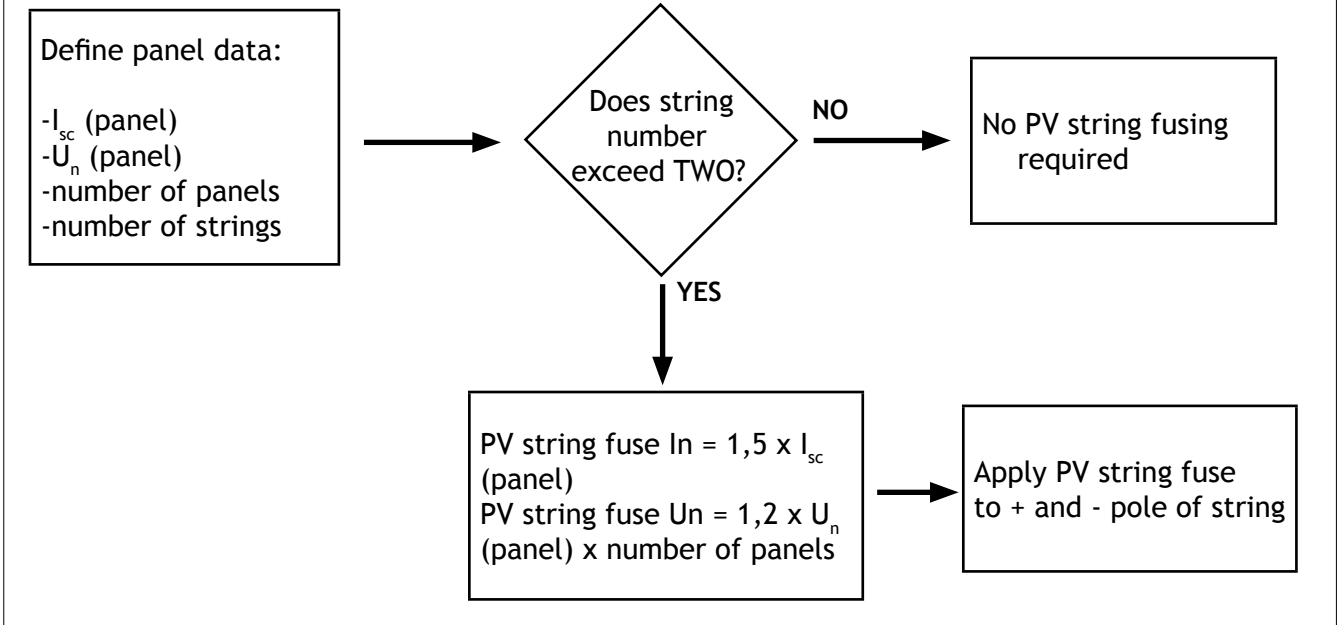 Define panel data:
-Isc (panel)
-Un (panel)
-number of panels
-number of strings
Does string
number
exceed TWO?
NO
No PV string fusing
required
YES
PV string fuse In = 1,5 x Isc
(panel)
PV string fuse Un = 1,2 x Un
(panel) x number of panels
Apply PV string fuse
to + and - pole of string